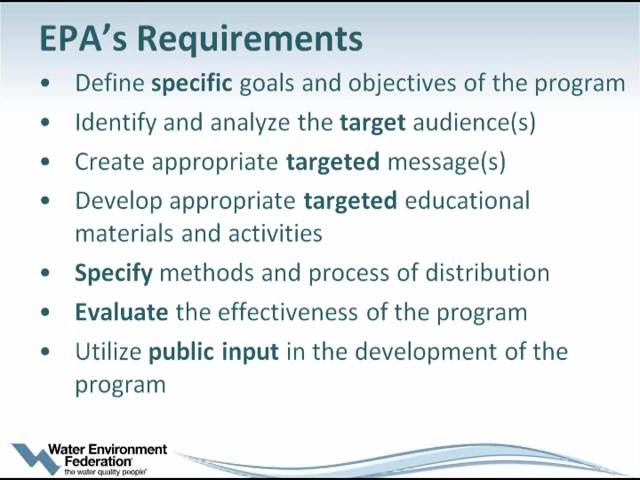 EPA's Requirements
• Define specific goals and objectives of the program
• Identify and analyze the target audience(s)
• Create appropriate targeted message(s)
• Develop appropriate targeted educational
materials and activities
• Specify methods and process of distribution
• Evaluate the effectiveness of the program
• Utilize public input in the development of the
program
Water Environment
Federation®
the water quality people®